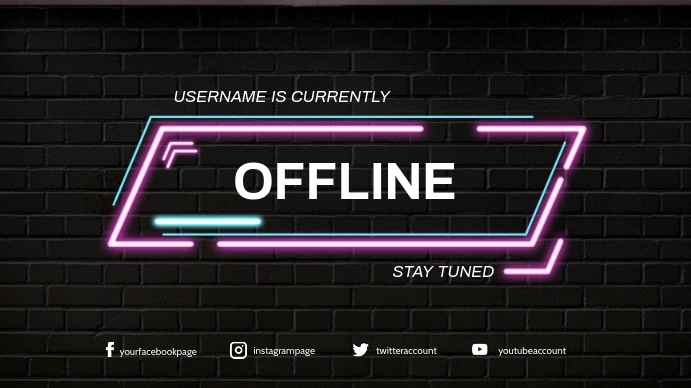 USERNAME IS CURRENTLY
OFFLINE
STAY TUNED
yourfacebookpage instagrampage twitteraccount youtubeaccount